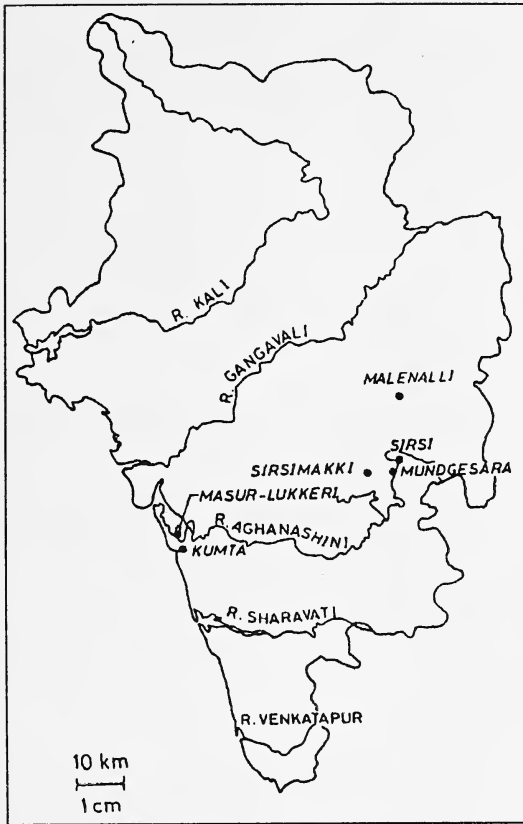 R. KALI
R. GANGAVALI
MALENALLI
SIRSI
SIRSIMAKKI
MUNDGESARA
MASUR-LUKKERI
R. AGHANASHINI
KUMTA
R. SHARAVATI
R. VENKATAPUR
10 km
1 cm